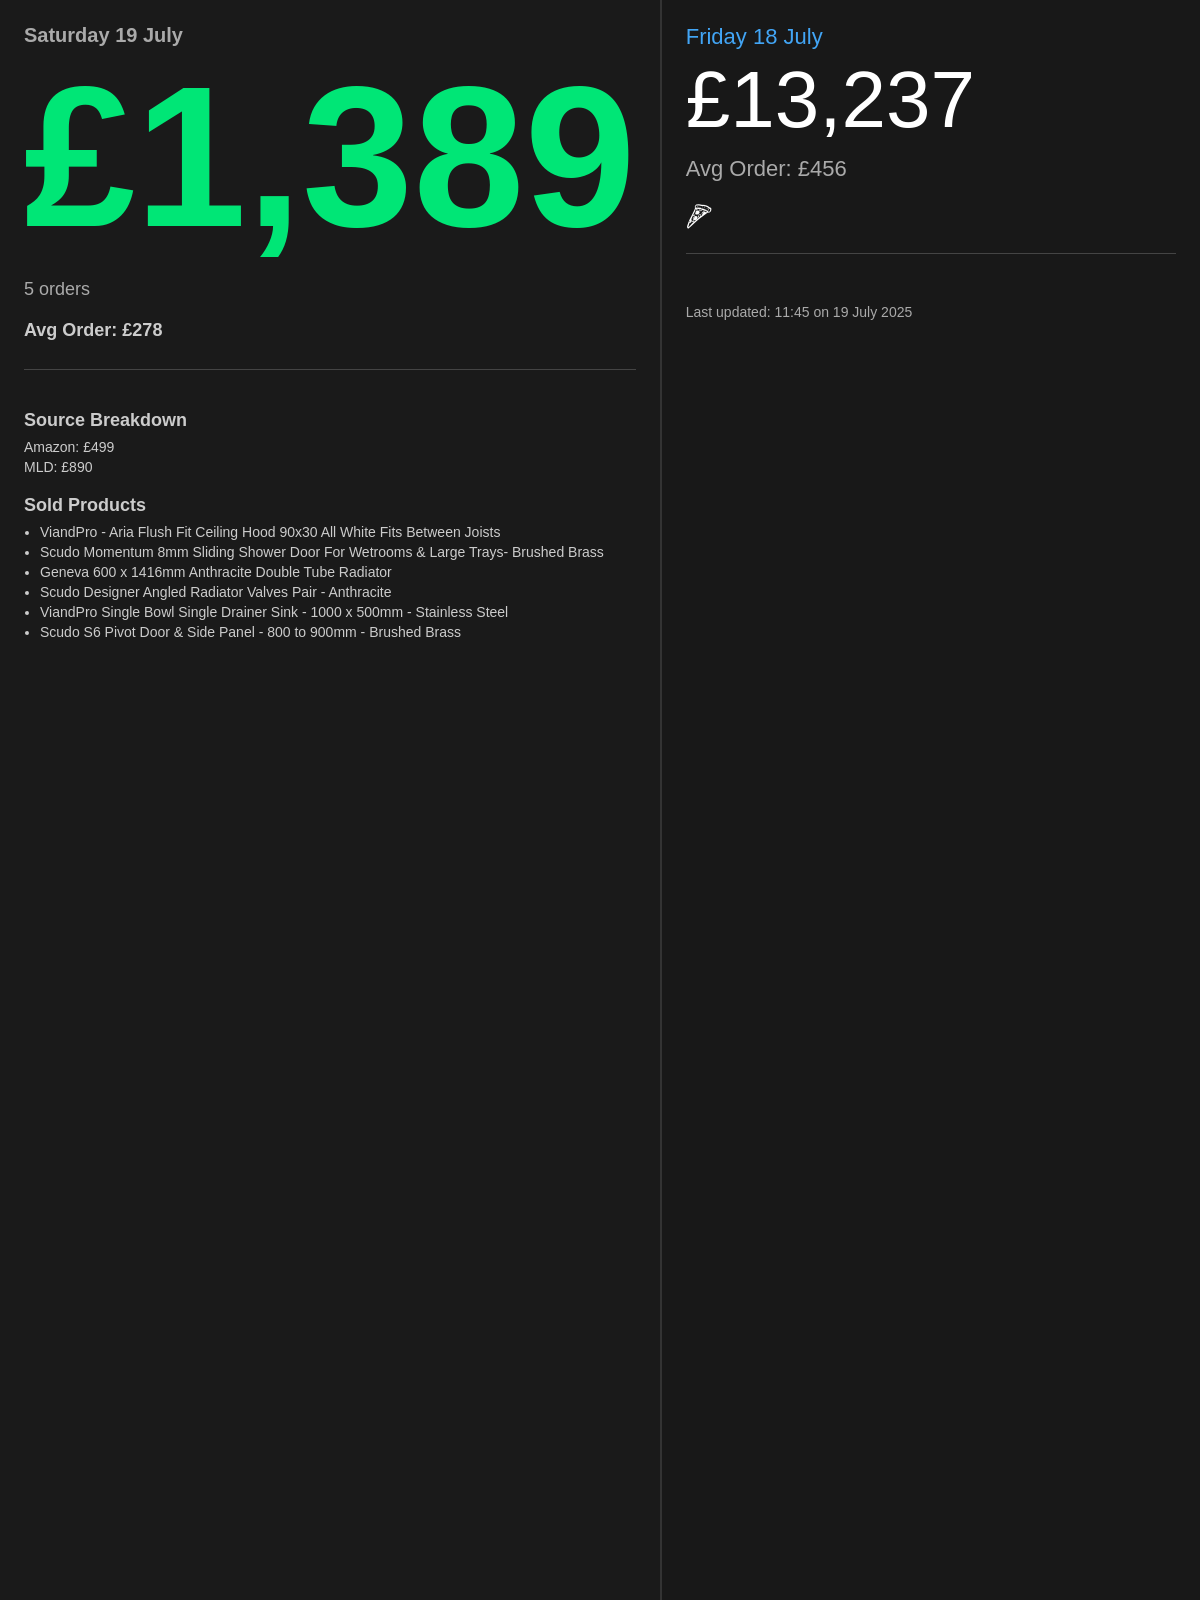 Saturday 19 July
£1,389
5 orders
Avg Order: £278
Source Breakdown
Amazon: £499
MLD: £890
Sold Products
• ViandPro - Aria Flush Fit Ceiling Hood 90x30 All White Fits Between Joists
• Scudo Momentum 8mm Sliding Shower Door For Wetrooms & Large Trays- Brushed Brass
• Geneva 600 x 1416mm Anthracite Double Tube Radiator
• Scudo Designer Angled Radiator Valves Pair - Anthracite
• ViandPro Single Bowl Single Drainer Sink - 1000 x 500mm - Stainless Steel
• Scudo S6 Pivot Door & Side Panel - 800 to 900mm - Brushed Brass
Friday 18 July
£13,237
Avg Order: £456
🍕
Last updated: 11:45 on 19 July 2025